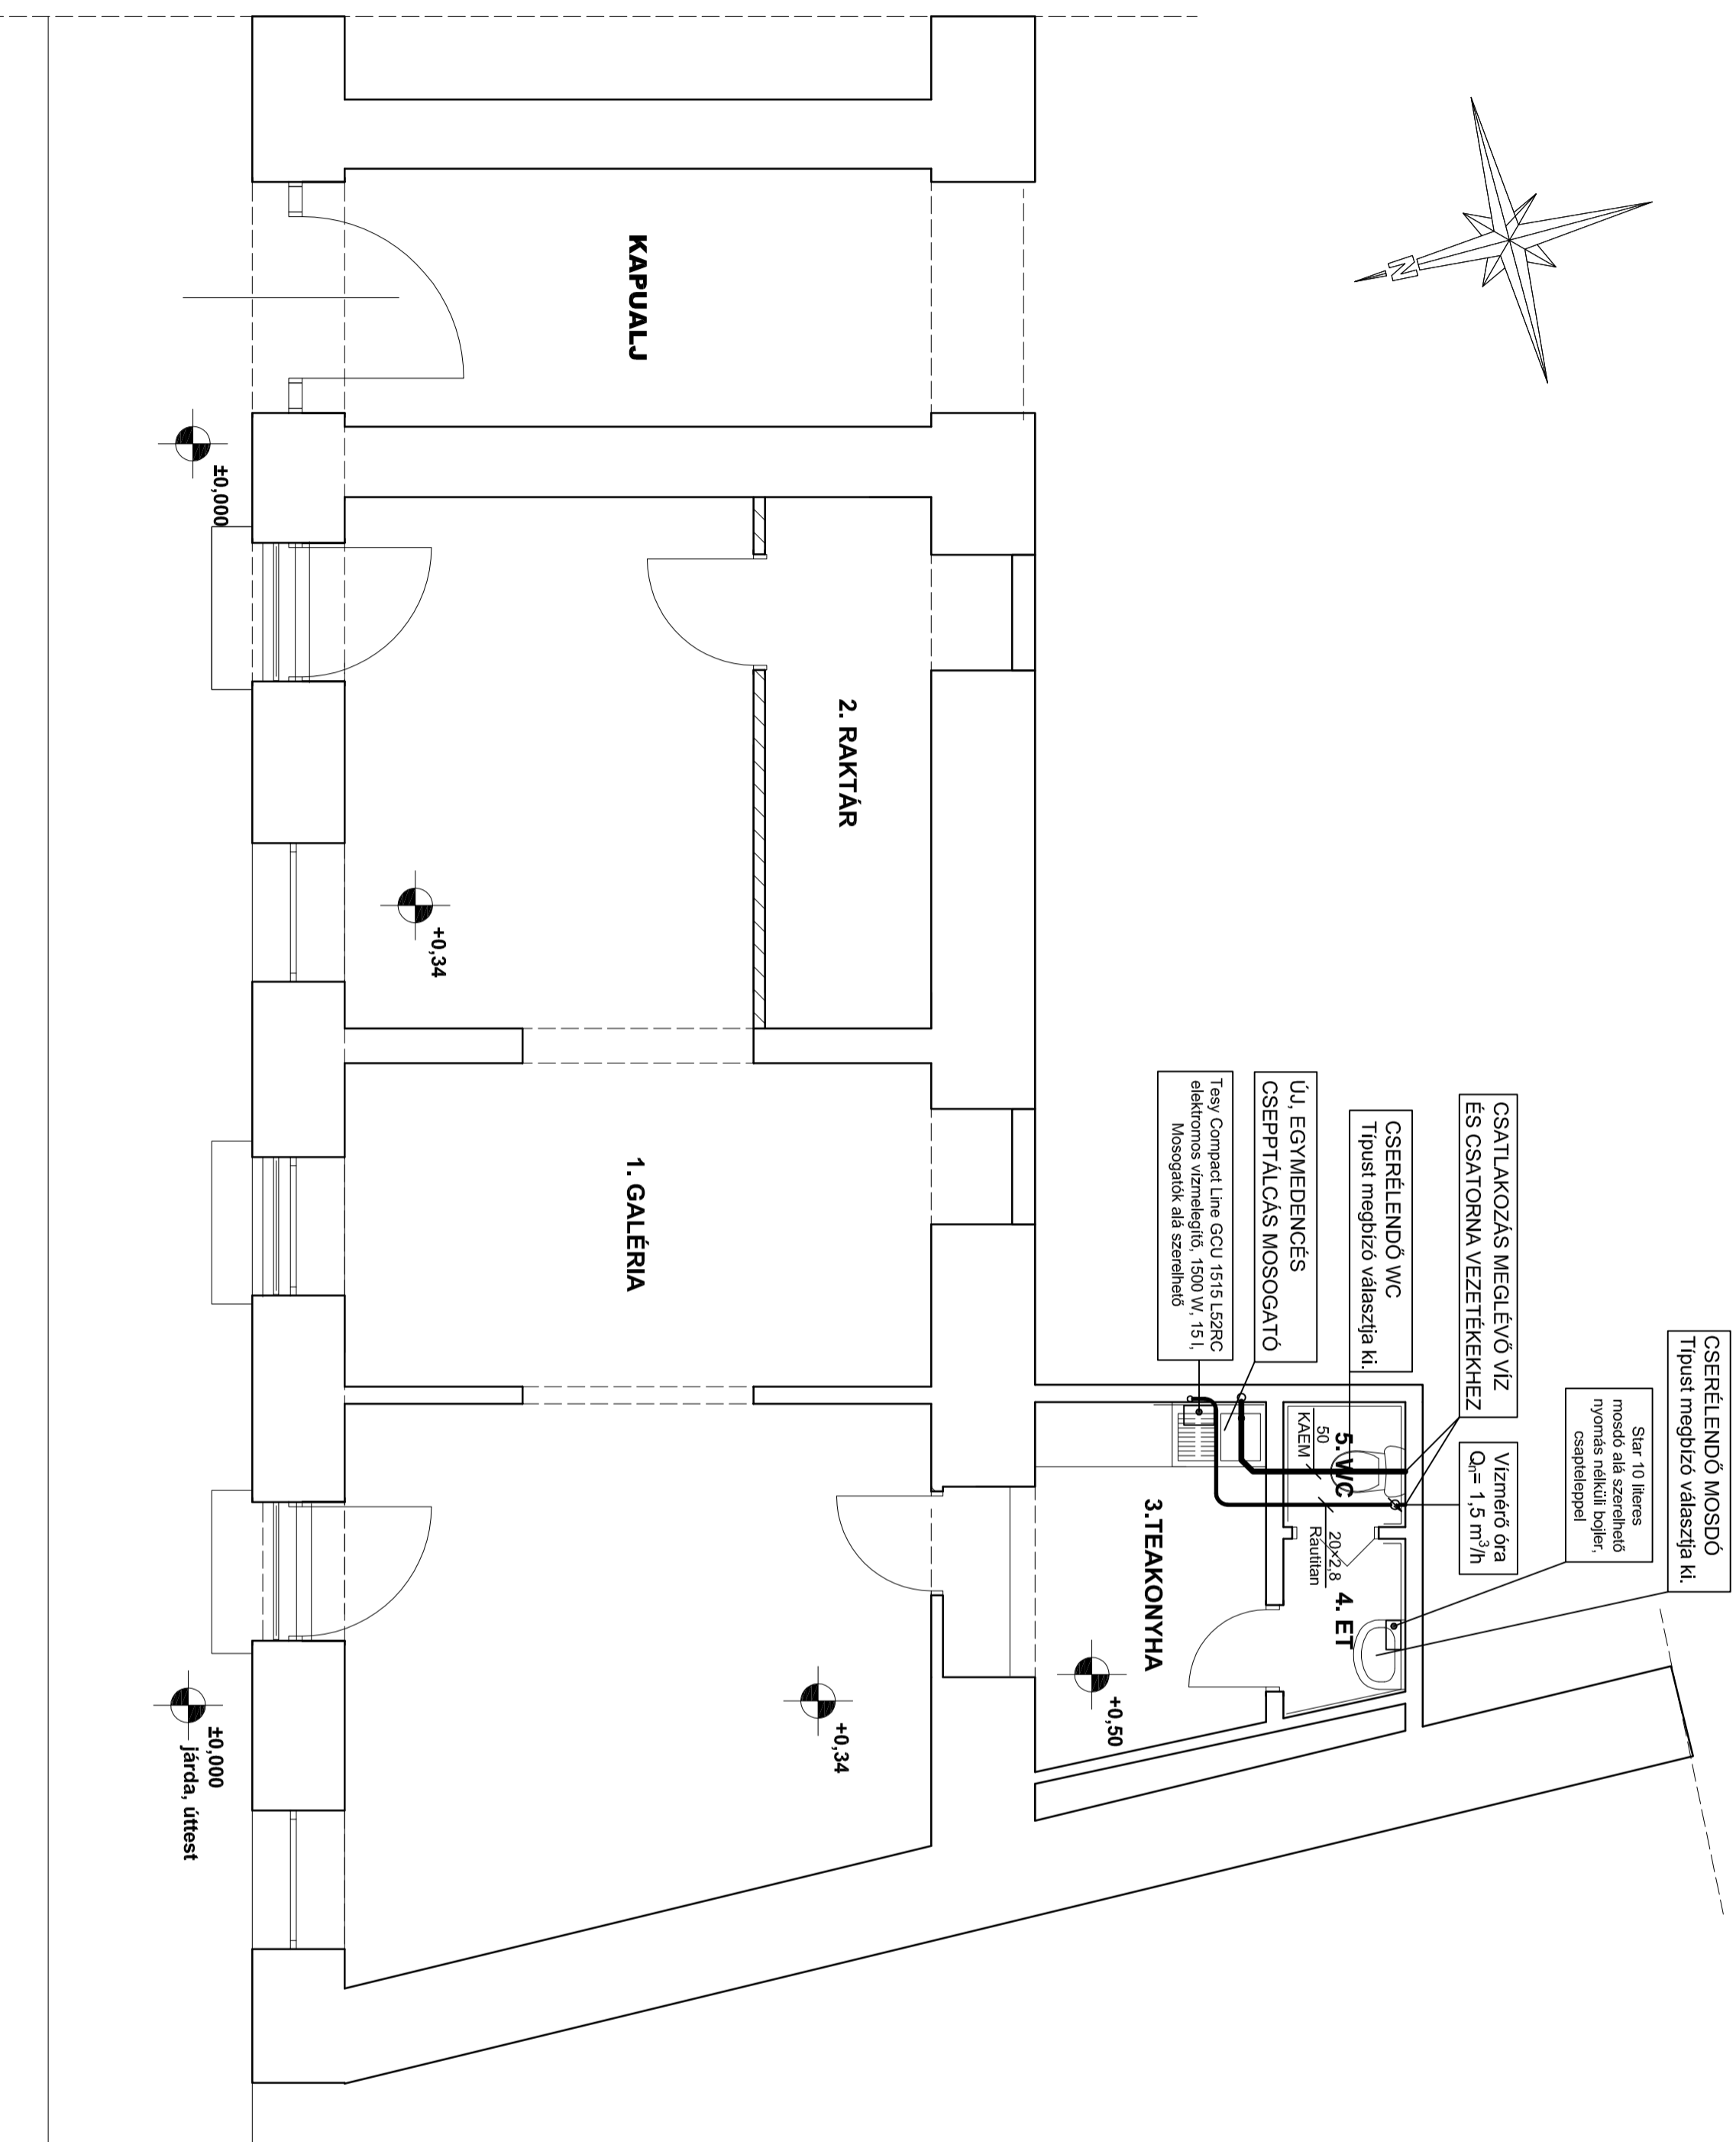 CSERÉLENDŐ MOSDÓ
Típust megbízó választja ki.
Star 10 literes
mosdó alá szerelhető
nyomás nélküli bojler,
csapteleppel
CSATLAKOZÁS MEGLÉVŐ VÍZ
ÉS CSATORNA VEZETÉKEKHEZ
Vízmérő óra
Qn= 1,5 m³/h
CSERÉLENDŐ WC
Típust megbízó választja ki.
ÚJ, EGYMEDENCÉS
CSEPPTÁLCÁS MOSOGATÓ
Tesy Compact Line GCU 1515 L52RC
elektromos vízmelegítő, 1500 W, 15 l,
Mosogatók alá szerelhető
N
5. WC
50
KAEM
20×2,8
Rautitan
4. ET
3.TEAKONYHA
+0,50
2. RAKTÁR
+0,34
KAPUALJ
1. GALÉRIA
+0,34
±0,000
±0,000
járda, úttest